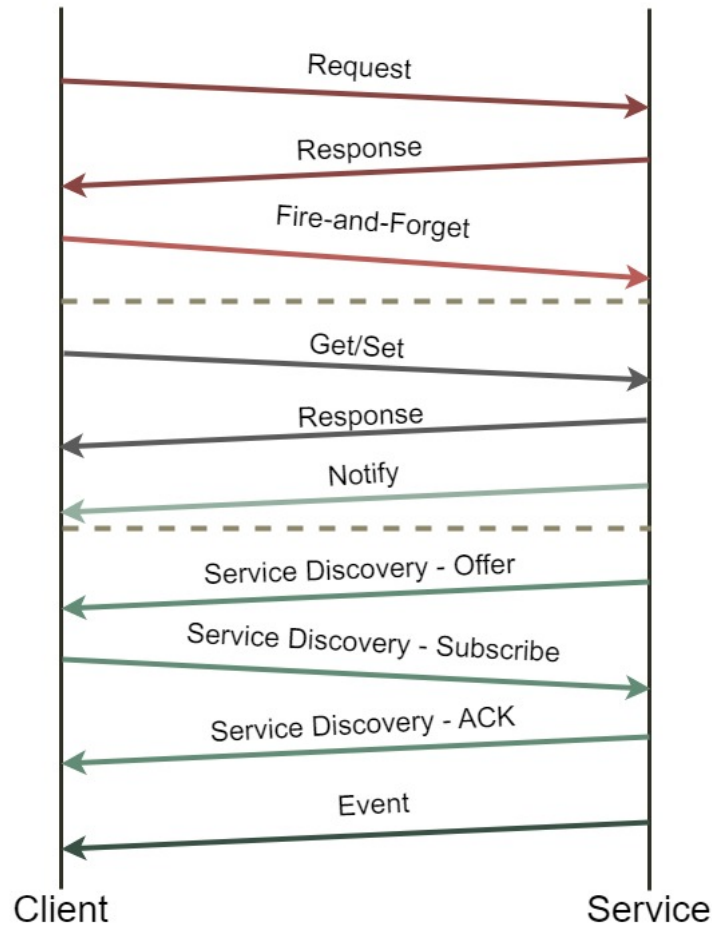 Request
Response
Fire-and-Forget
Get/Set
Response
Notify
Service Discovery - Offer
Service Discovery - Subscribe
Service Discovery - ACK
Event
Client
Service